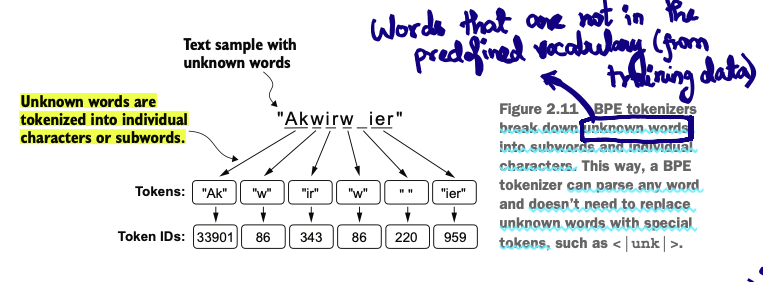 Words that are not in the
predefined vocabulary (from
training data)
Text sample with
unknown words
Unknown words are
tokenized into individual
characters or subwords.
"Akwirw ier"
Tokens:
"Ak" "w" "ir" "w" " " "ier"
Token IDs:
33901 86 343 86 220 959
Figure 2.11 BPE tokenizers
break down unknown words
into subwords and individual
characters. This way, a BPE
tokenizer can parse any word
and doesn't need to replace
unknown words with special
tokens, such as <|unk|>.